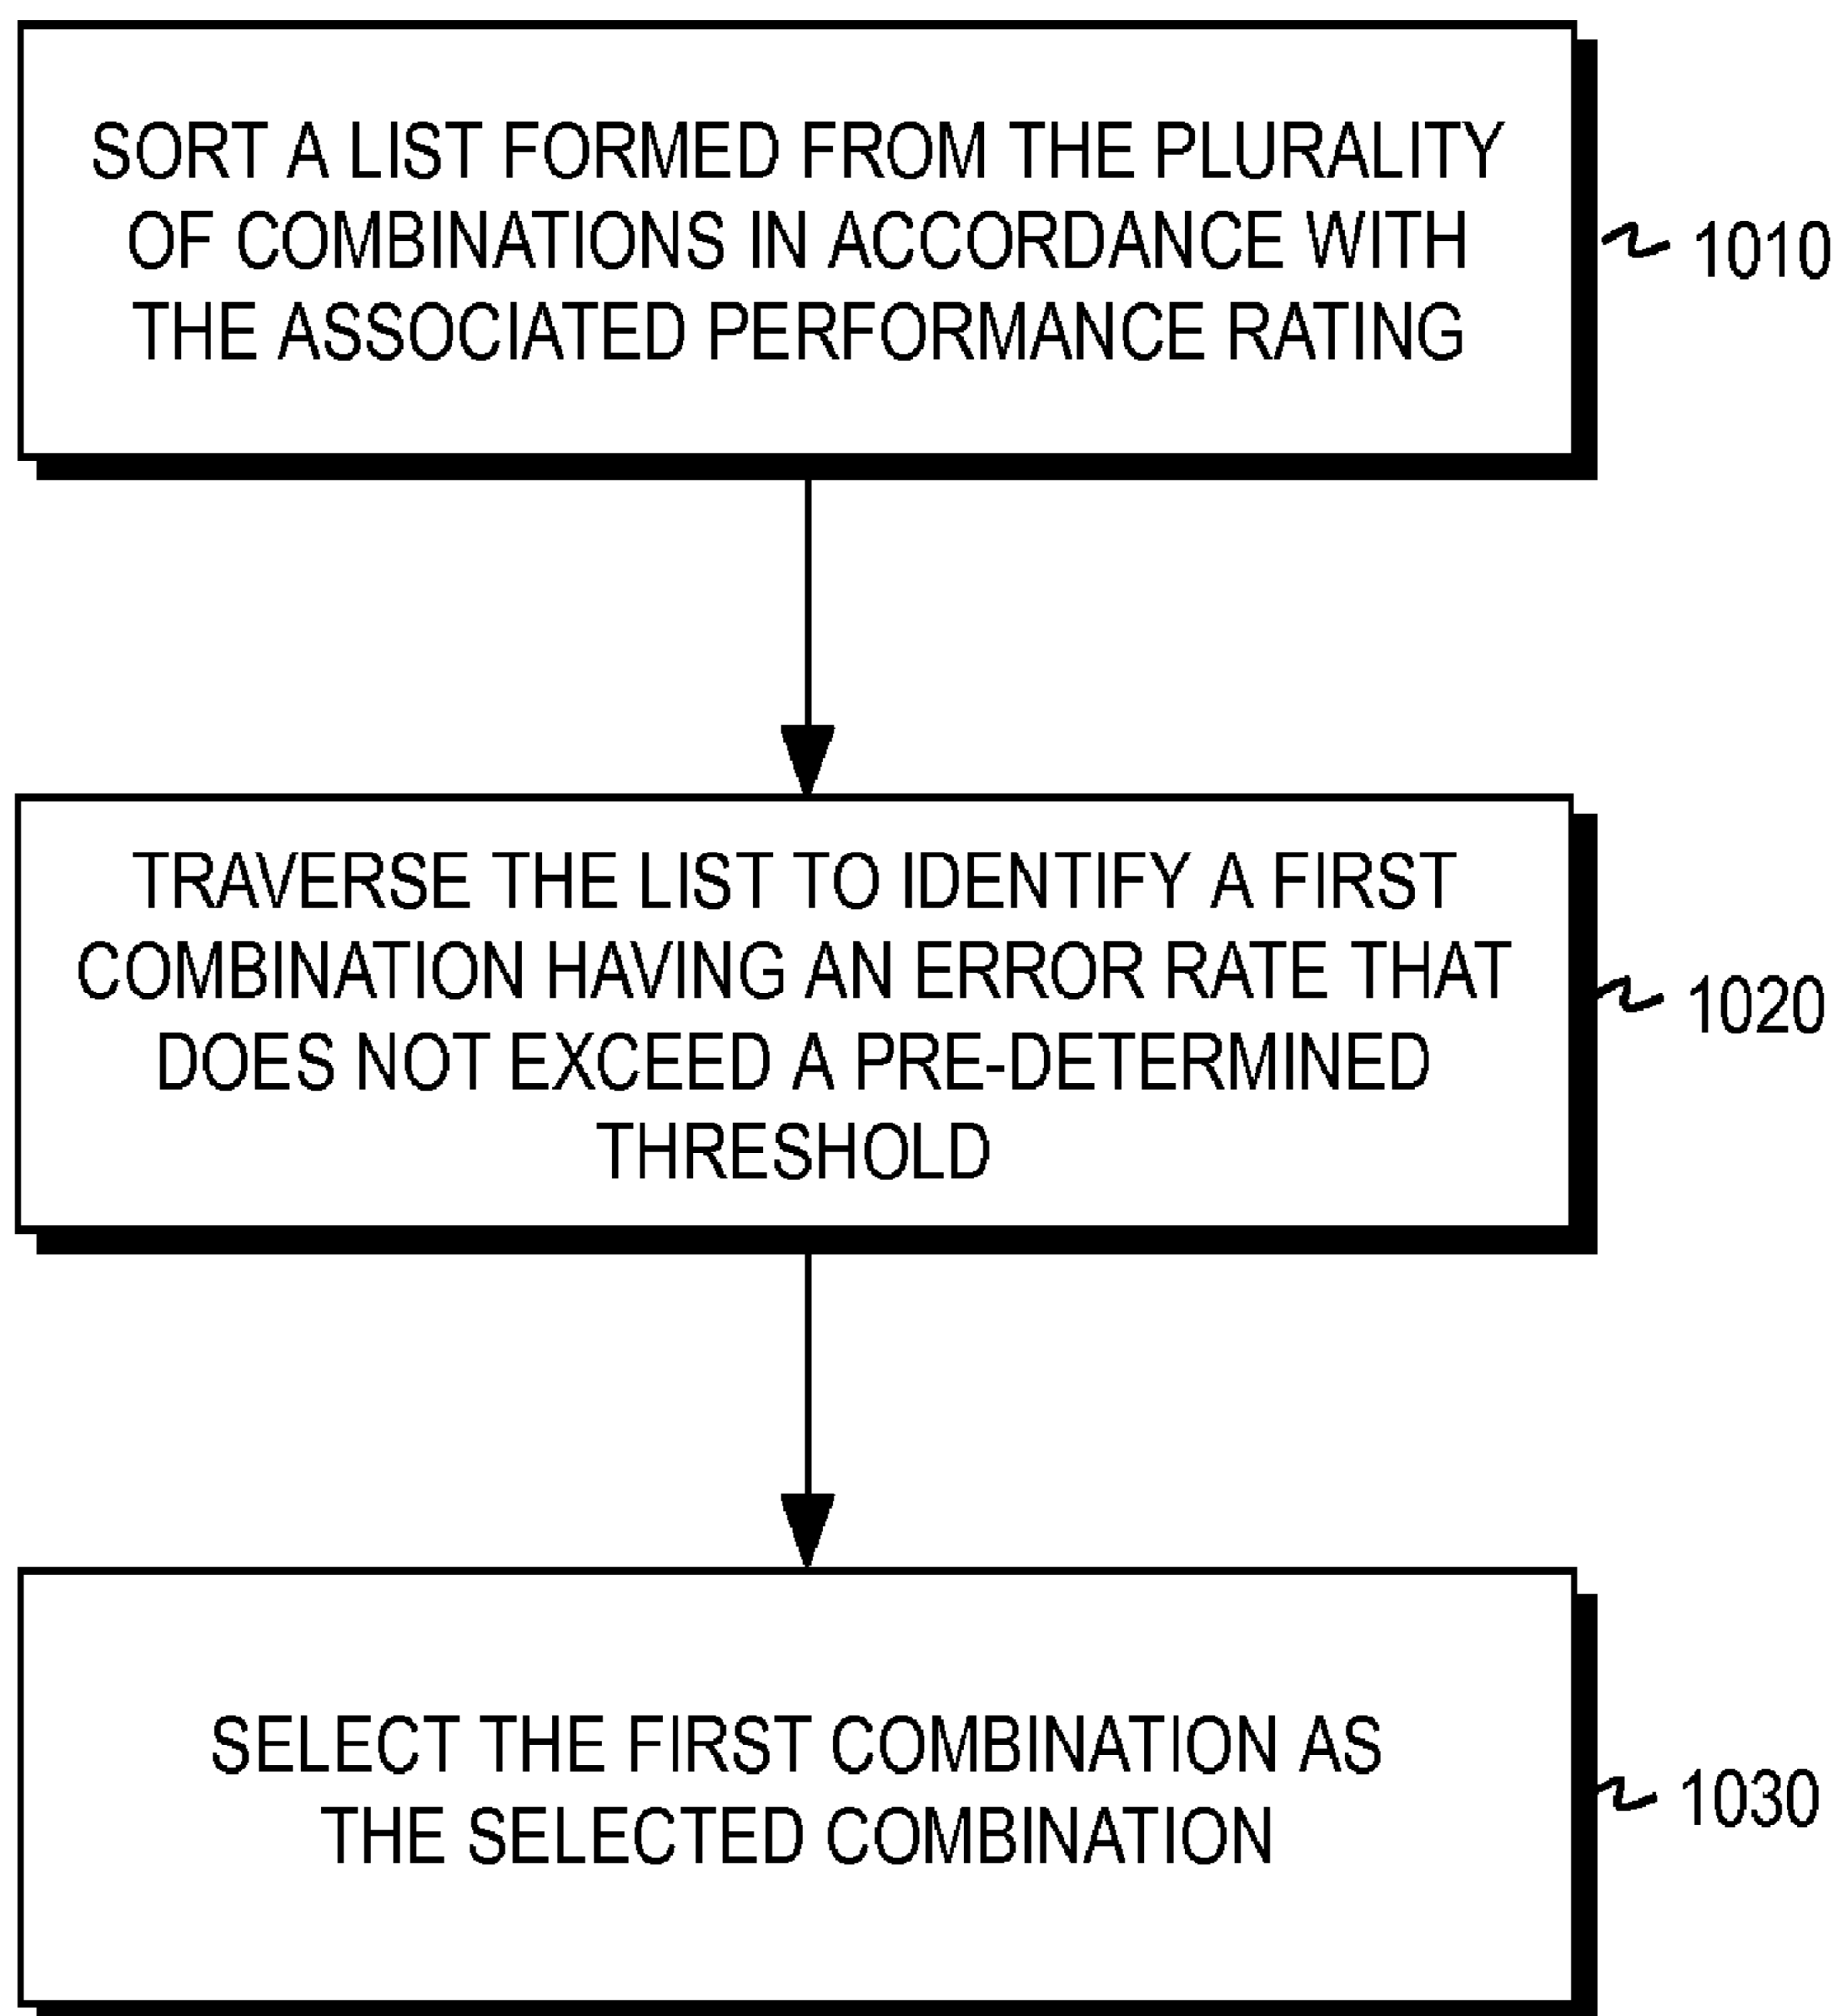 SORT A LIST FORMED FROM THE PLURALITY
OF COMBINATIONS IN ACCORDANCE WITH
THE ASSOCIATED PERFORMANCE RATING
1010
TRAVERSE THE LIST TO IDENTIFY A FIRST
COMBINATION HAVING AN ERROR RATE THAT
DOES NOT EXCEED A PRE-DETERMINED
THRESHOLD
1020
SELECT THE FIRST COMBINATION AS
THE SELECTED COMBINATION
1030